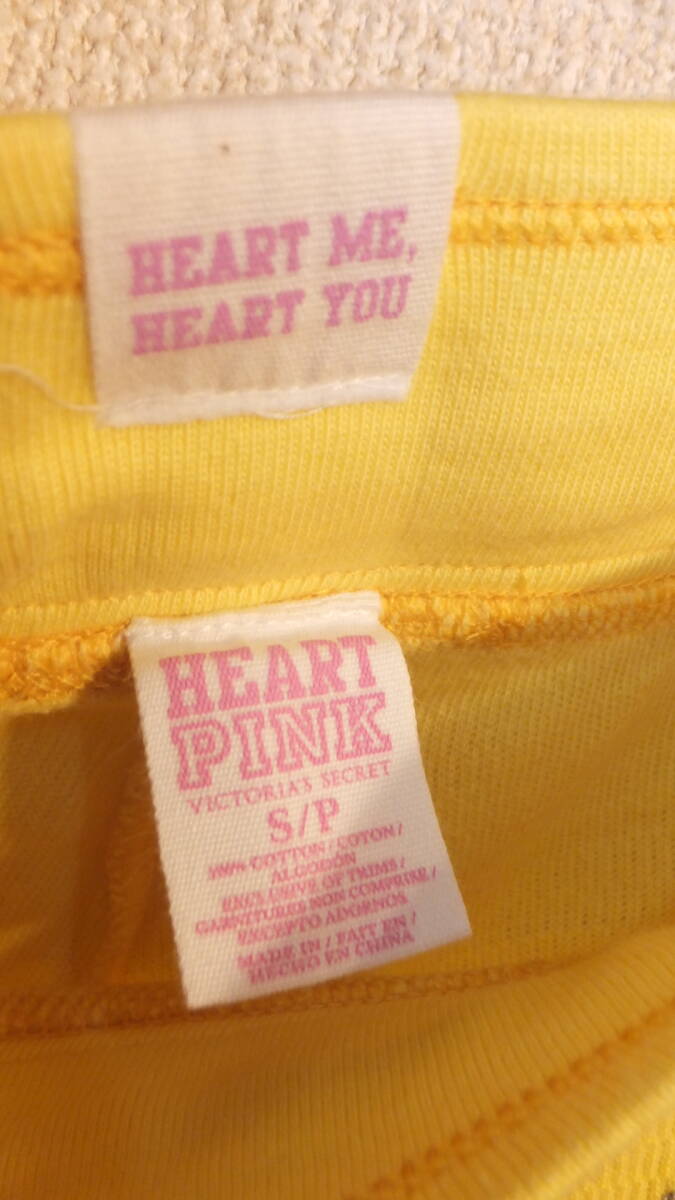 HEART ME,
HEART YOU
HEART
PINK
VICTORIA'S SECRET
S/P
100% COTTON / COTON /
ALGODÓN
EXCLUSIVE OF TRIMS /
GARNITURES NON COMPRISE /
EXCEPTO ADORNOS
MADE IN / FAIT EN /
HECHO EN CHINA